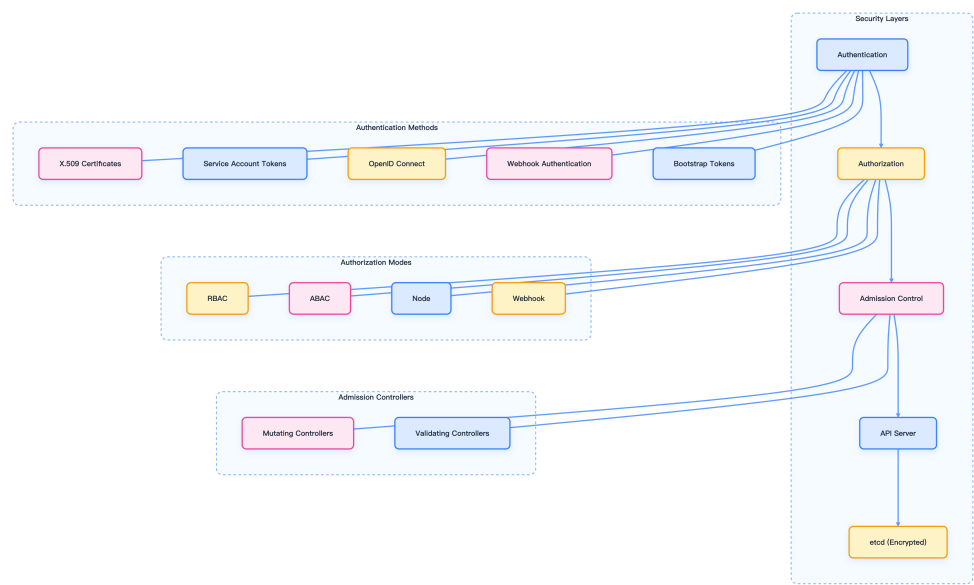 Security Layers
Authentication
Authentication Methods
X.509 Certificates
Service Account Tokens
OpenID Connect
Webhook Authentication
Bootstrap Tokens
Authorization
Authorization Modes
RBAC
ABAC
Node
Webhook
Admission Control
Admission Controllers
Mutating Controllers
Validating Controllers
API Server
etcd (Encrypted)